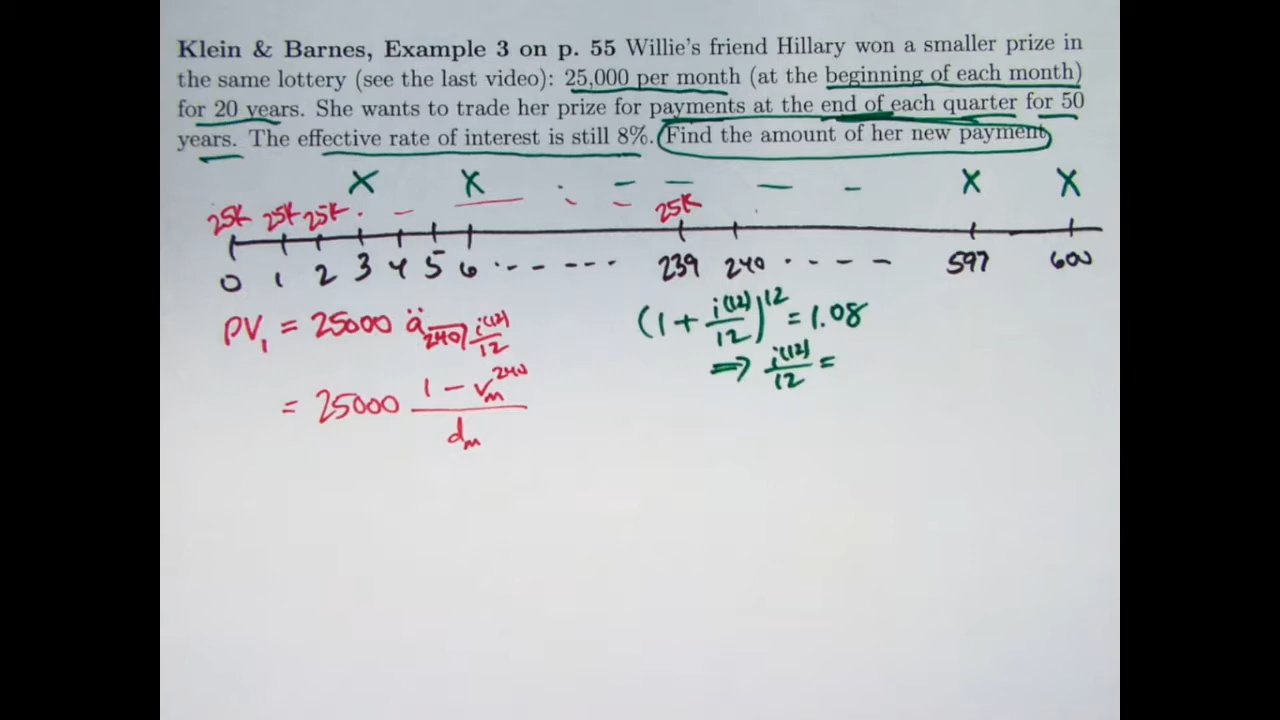 Klein & Barnes, Example 3 on p. 55 Willie's friend Hillary won a smaller prize in
the same lottery (see the last video): 25,000 per month (at the beginning of each month)
for 20 years. She wants to trade her prize for payments at the end of each quarter for 50
years. The effective rate of interest is still 8%. Find the amount of her new payment
X X . - - - - X X
25k 25k 25k . - — . - 25k
0 1 2 3 4 5 6 . - - - - - . 239 240 . - - - - 597 600
PV₁ = 25000 ä 240| i⁽¹²⁾/12
(1 + i⁽¹²⁾/12)¹² = 1.08
⇒ i⁽¹²⁾/12 =
= 25000 (1 - vₘ²⁴⁰)/dₘ